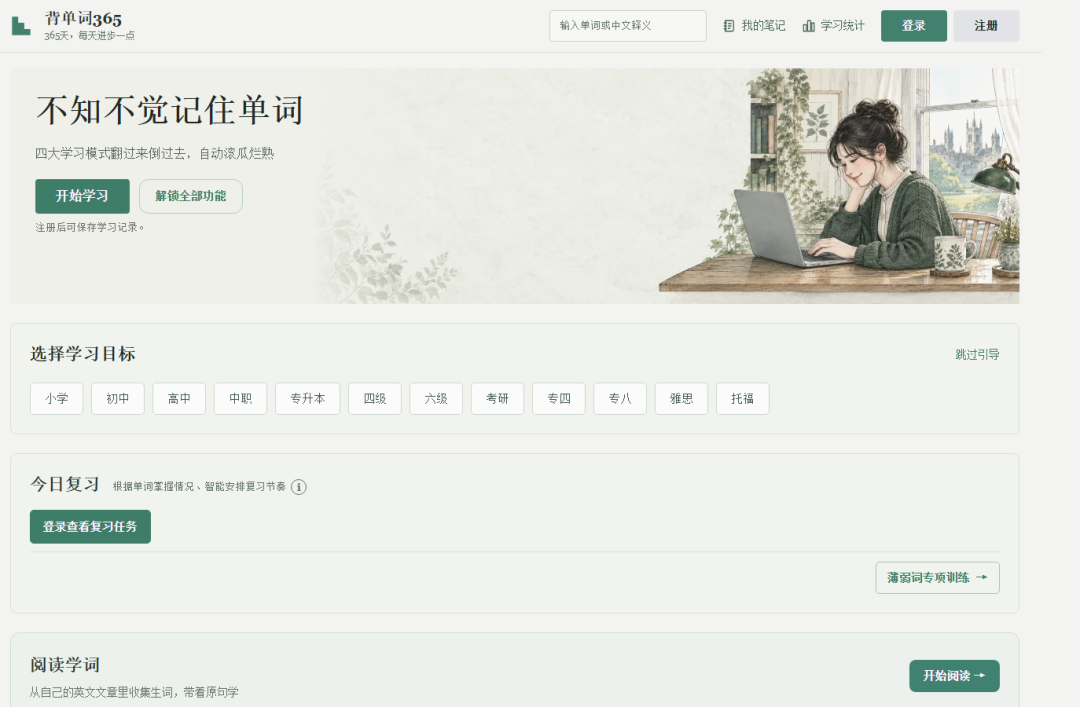 背单词365
365天，每天进步一点
输入单词或中文释义
我的笔记
学习统计
登录
注册
不知不觉记住单词
四大学习模式翻过来倒过去，自动滚瓜烂熟
开始学习
解锁全部功能
注册后可保存学习记录。
选择学习目标
跳过引导
小学
初中
高中
中职
专升本
四级
六级
考研
专四
专八
雅思
托福
今日复习
根据单词掌握情况、智能安排复习节奏
登录查看复习任务
薄弱词专项训练 →
阅读学词
从自己的英文文章里收集生词，带着原句学
开始阅读 →